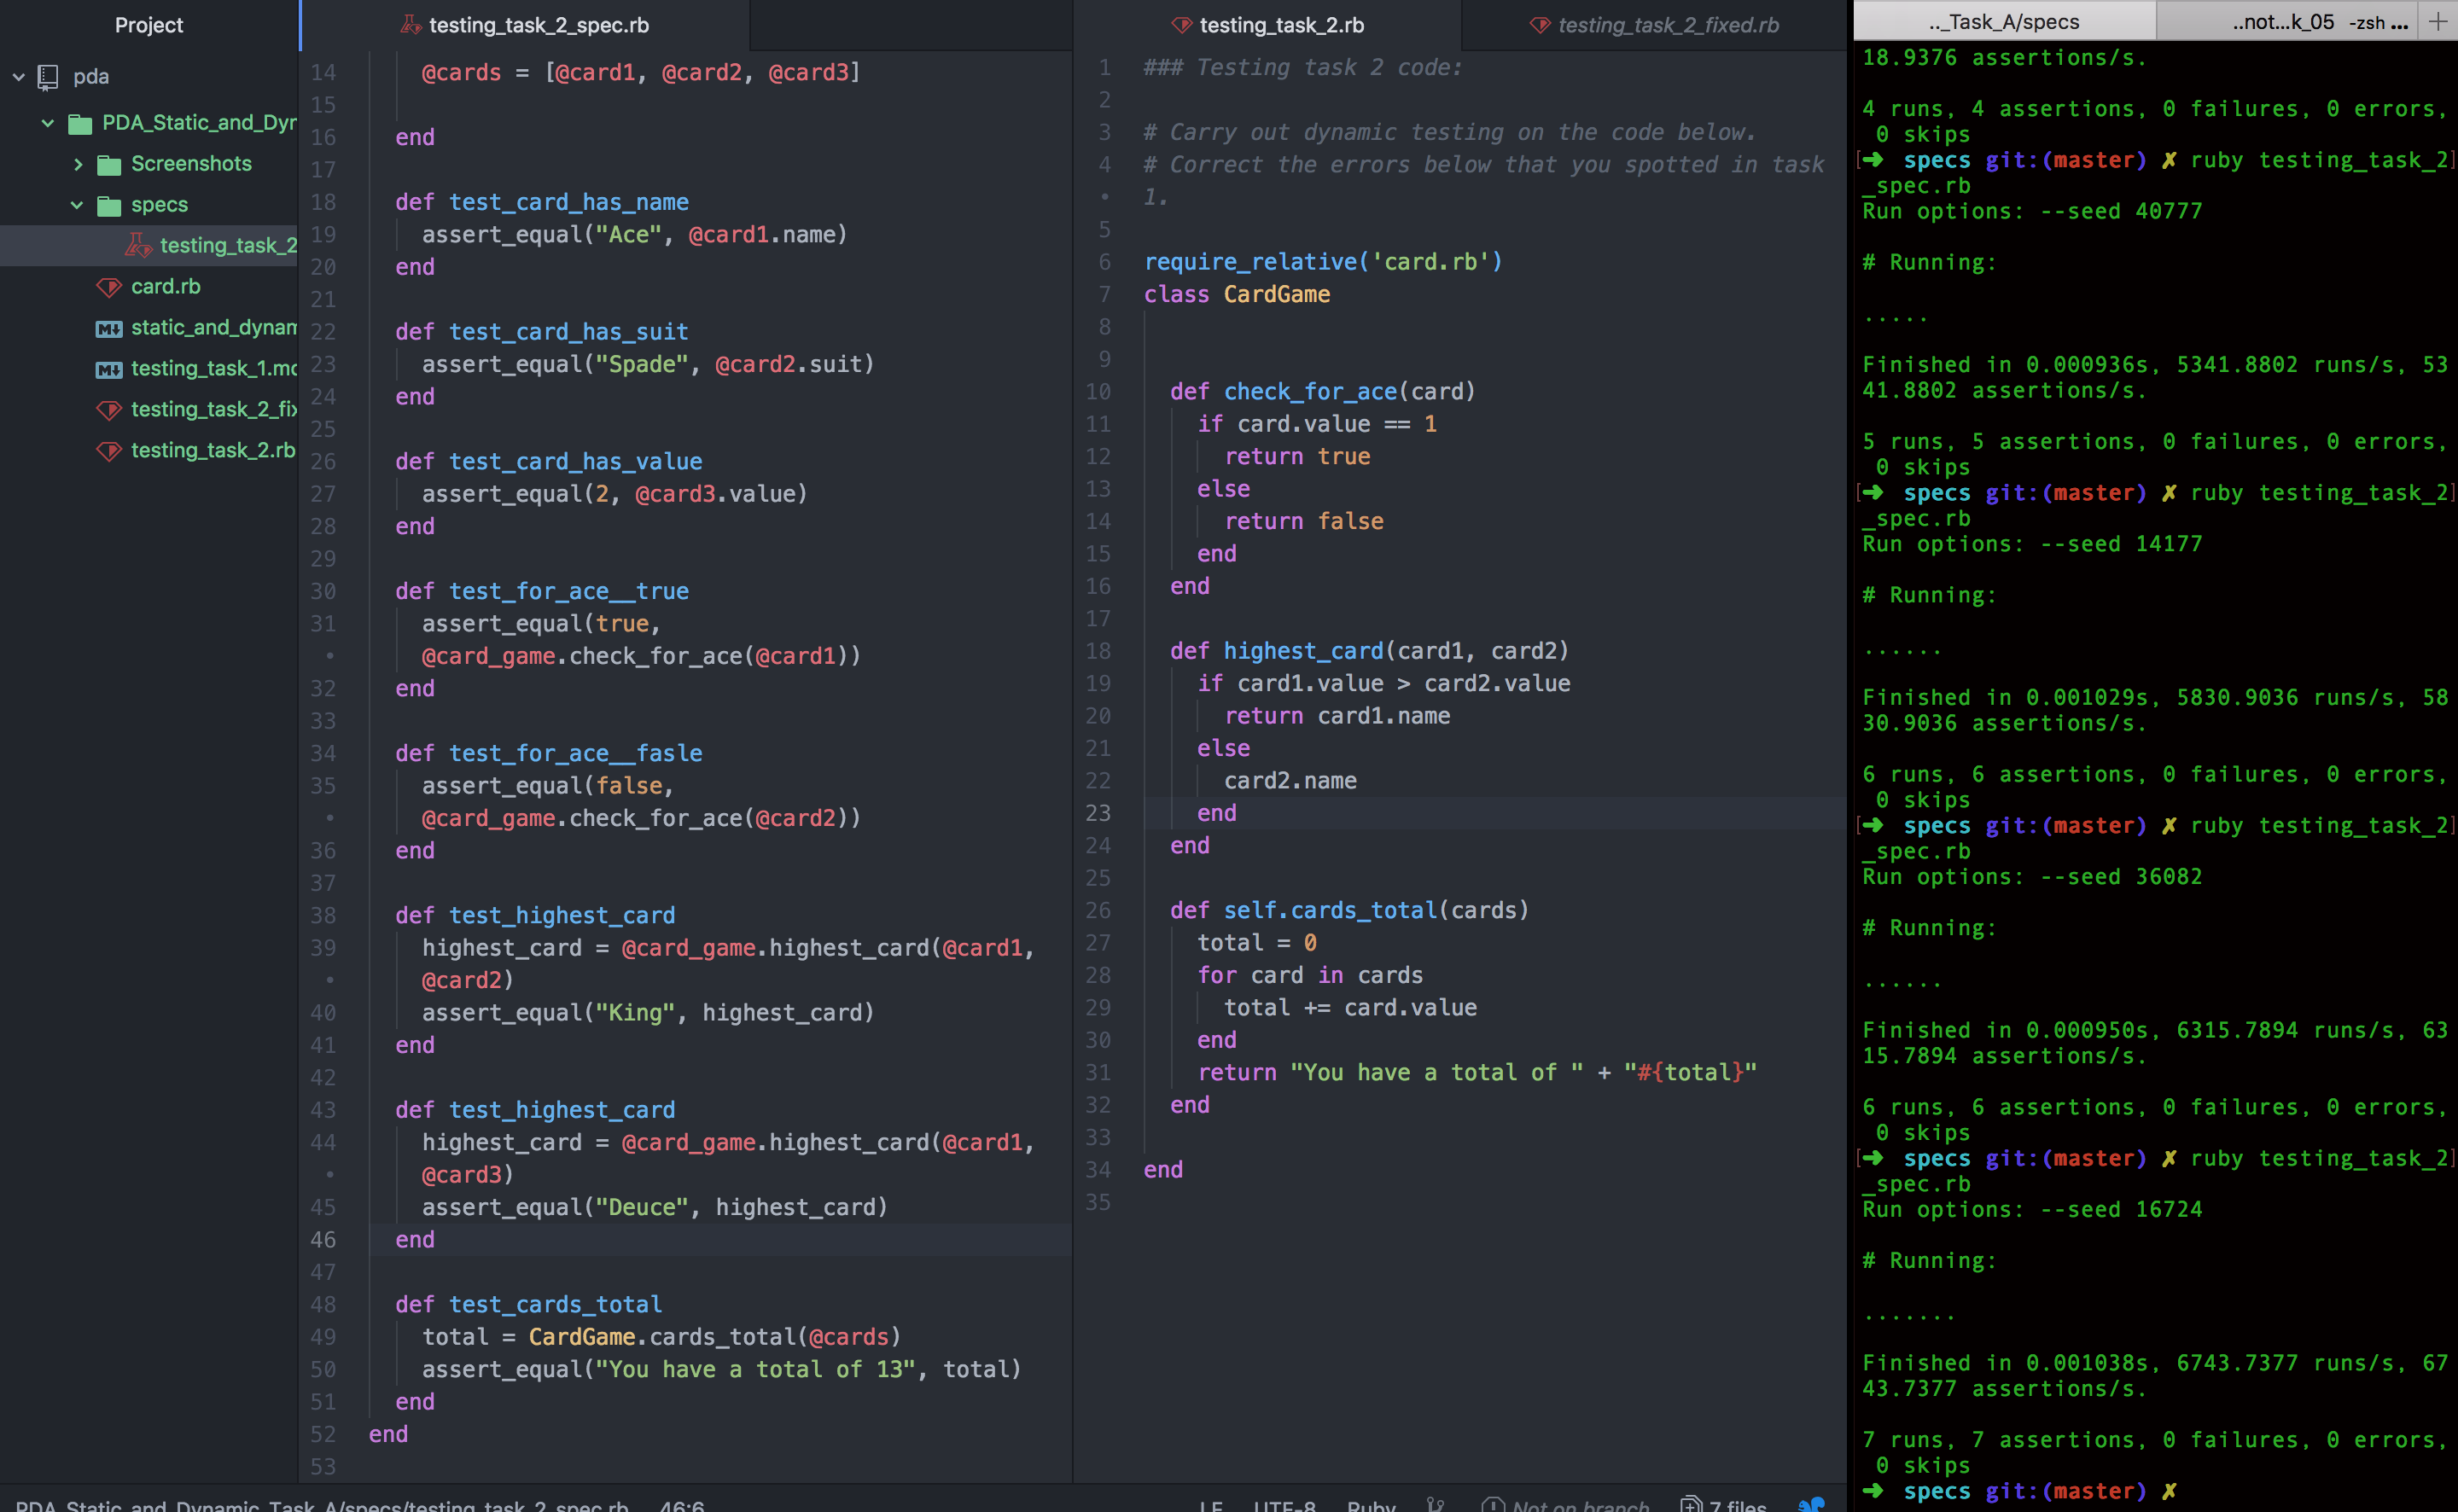 Project
pda
PDA_Static_and_Dyr
Screenshots
specs
testing_task_2
card.rb
static_and_dynam
testing_task_1.mc
testing_task_2_fix
testing_task_2.rb
testing_task_2_spec.rb
14 @cards = [@card1, @card2, @card3]
15
16 end
17
18 def test_card_has_name
19 assert_equal("Ace", @card1.name)
20 end
21
22 def test_card_has_suit
23 assert_equal("Spade", @card2.suit)
24 end
25
26 def test_card_has_value
27 assert_equal(2, @card3.value)
28 end
29
30 def test_for_ace__true
31 assert_equal(true,
• @card_game.check_for_ace(@card1))
32 end
33
34 def test_for_ace__fasle
35 assert_equal(false,
• @card_game.check_for_ace(@card2))
36 end
37
38 def test_highest_card
39 highest_card = @card_game.highest_card(@card1,
• @card2)
40 assert_equal("King", highest_card)
41 end
42
43 def test_highest_card
44 highest_card = @card_game.highest_card(@card1,
• @card3)
45 assert_equal("Deuce", highest_card)
46 end
47
48 def test_cards_total
49 total = CardGame.cards_total(@cards)
50 assert_equal("You have a total of 13", total)
51 end
52 end
53
testing_task_2.rb
testing_task_2_fixed.rb
1 ### Testing task 2 code:
2
3 # Carry out dynamic testing on the code below.
4 # Correct the errors below that you spotted in task
• 1.
5
6 require_relative('card.rb')
7 class CardGame
8
9
10 def check_for_ace(card)
11 if card.value == 1
12 return true
13 else
14 return false
15 end
16 end
17
18 def highest_card(card1, card2)
19 if card1.value > card2.value
20 return card1.name
21 else
22 card2.name
23 end
24 end
25
26 def self.cards_total(cards)
27 total = 0
28 for card in cards
29 total += card.value
30 end
31 return "You have a total of " + "#{total}"
32 end
33
34 end
35
.._Task_A/specs
..not...k_05 -zsh ...
18.9376 assertions/s.
4 runs, 4 assertions, 0 failures, 0 errors,
0 skips
[➜ specs git:(master) ✗ ruby testing_task_2]
_spec.rb
Run options: --seed 40777
# Running:
.....
Finished in 0.000936s, 5341.8802 runs/s, 53
41.8802 assertions/s.
5 runs, 5 assertions, 0 failures, 0 errors,
0 skips
[➜ specs git:(master) ✗ ruby testing_task_2]
_spec.rb
Run options: --seed 14177
# Running:
......
Finished in 0.001029s, 5830.9036 runs/s, 58
30.9036 assertions/s.
6 runs, 6 assertions, 0 failures, 0 errors,
0 skips
[➜ specs git:(master) ✗ ruby testing_task_2]
_spec.rb
Run options: --seed 36082
# Running:
......
Finished in 0.000950s, 6315.7894 runs/s, 63
15.7894 assertions/s.
6 runs, 6 assertions, 0 failures, 0 errors,
0 skips
[➜ specs git:(master) ✗ ruby testing_task_2]
_spec.rb
Run options: --seed 16724
# Running:
.......
Finished in 0.001038s, 6743.7377 runs/s, 67
43.7377 assertions/s.
7 runs, 7 assertions, 0 failures, 0 errors,
0 skips
➜ specs git:(master) ✗
PDA_Static_and_Dynamic_Task_A/specs/testing_task_2_spec.rb 46:6
LF UTF-8 Ruby Not on branch 7 files